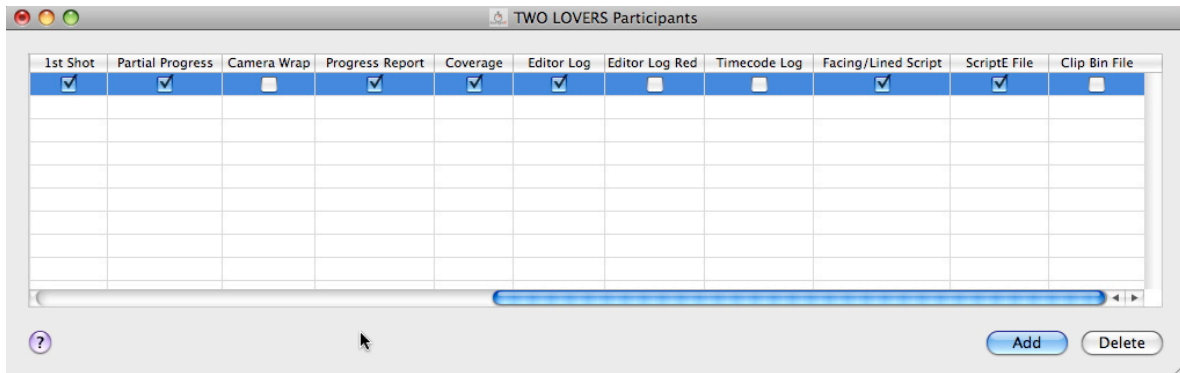 TWO LOVERS Participants
1st Shot Partial Progress Camera Wrap Progress Report Coverage Editor Log Editor Log Red Timecode Log Facing/Lined Script ScriptE File Clip Bin File
? Add Delete